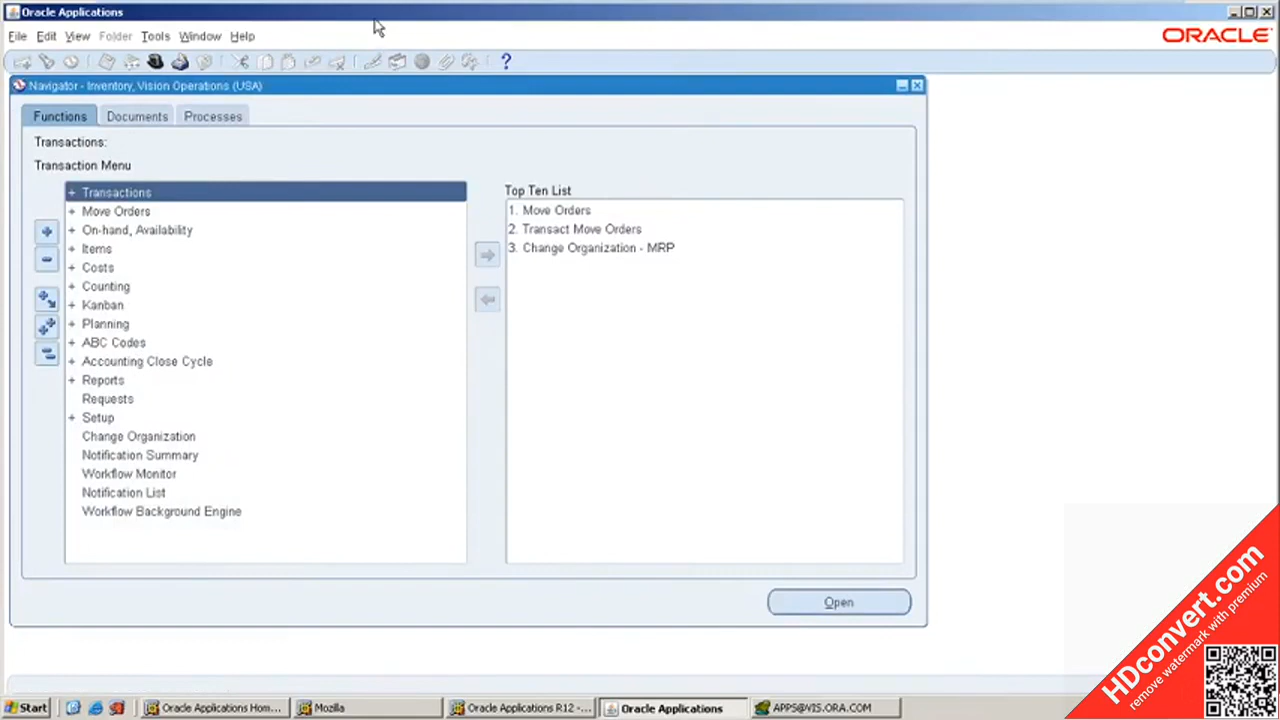 Oracle Applications
File Edit View Folder Tools Window Help
ORACLE
?
Navigator - Inventory, Vision Operations (USA)
Functions Documents Processes
Transactions:
Transaction Menu
+ Transactions
+ Move Orders
+ On-hand, Availability
+ Items
+ Costs
+ Counting
+ Kanban
+ Planning
+ ABC Codes
+ Accounting Close Cycle
+ Reports
Requests
+ Setup
Change Organization
Notification Summary
Workflow Monitor
Notification List
Workflow Background Engine
Top Ten List
1. Move Orders
2. Transact Move Orders
3. Change Organization - MRP
Open
HDconvert.com
remove watermark with premium
Start Oracle Applications Hom... Mozilla Oracle Applications R12 - ... Oracle Applications APPS@VIS.ORA.COM